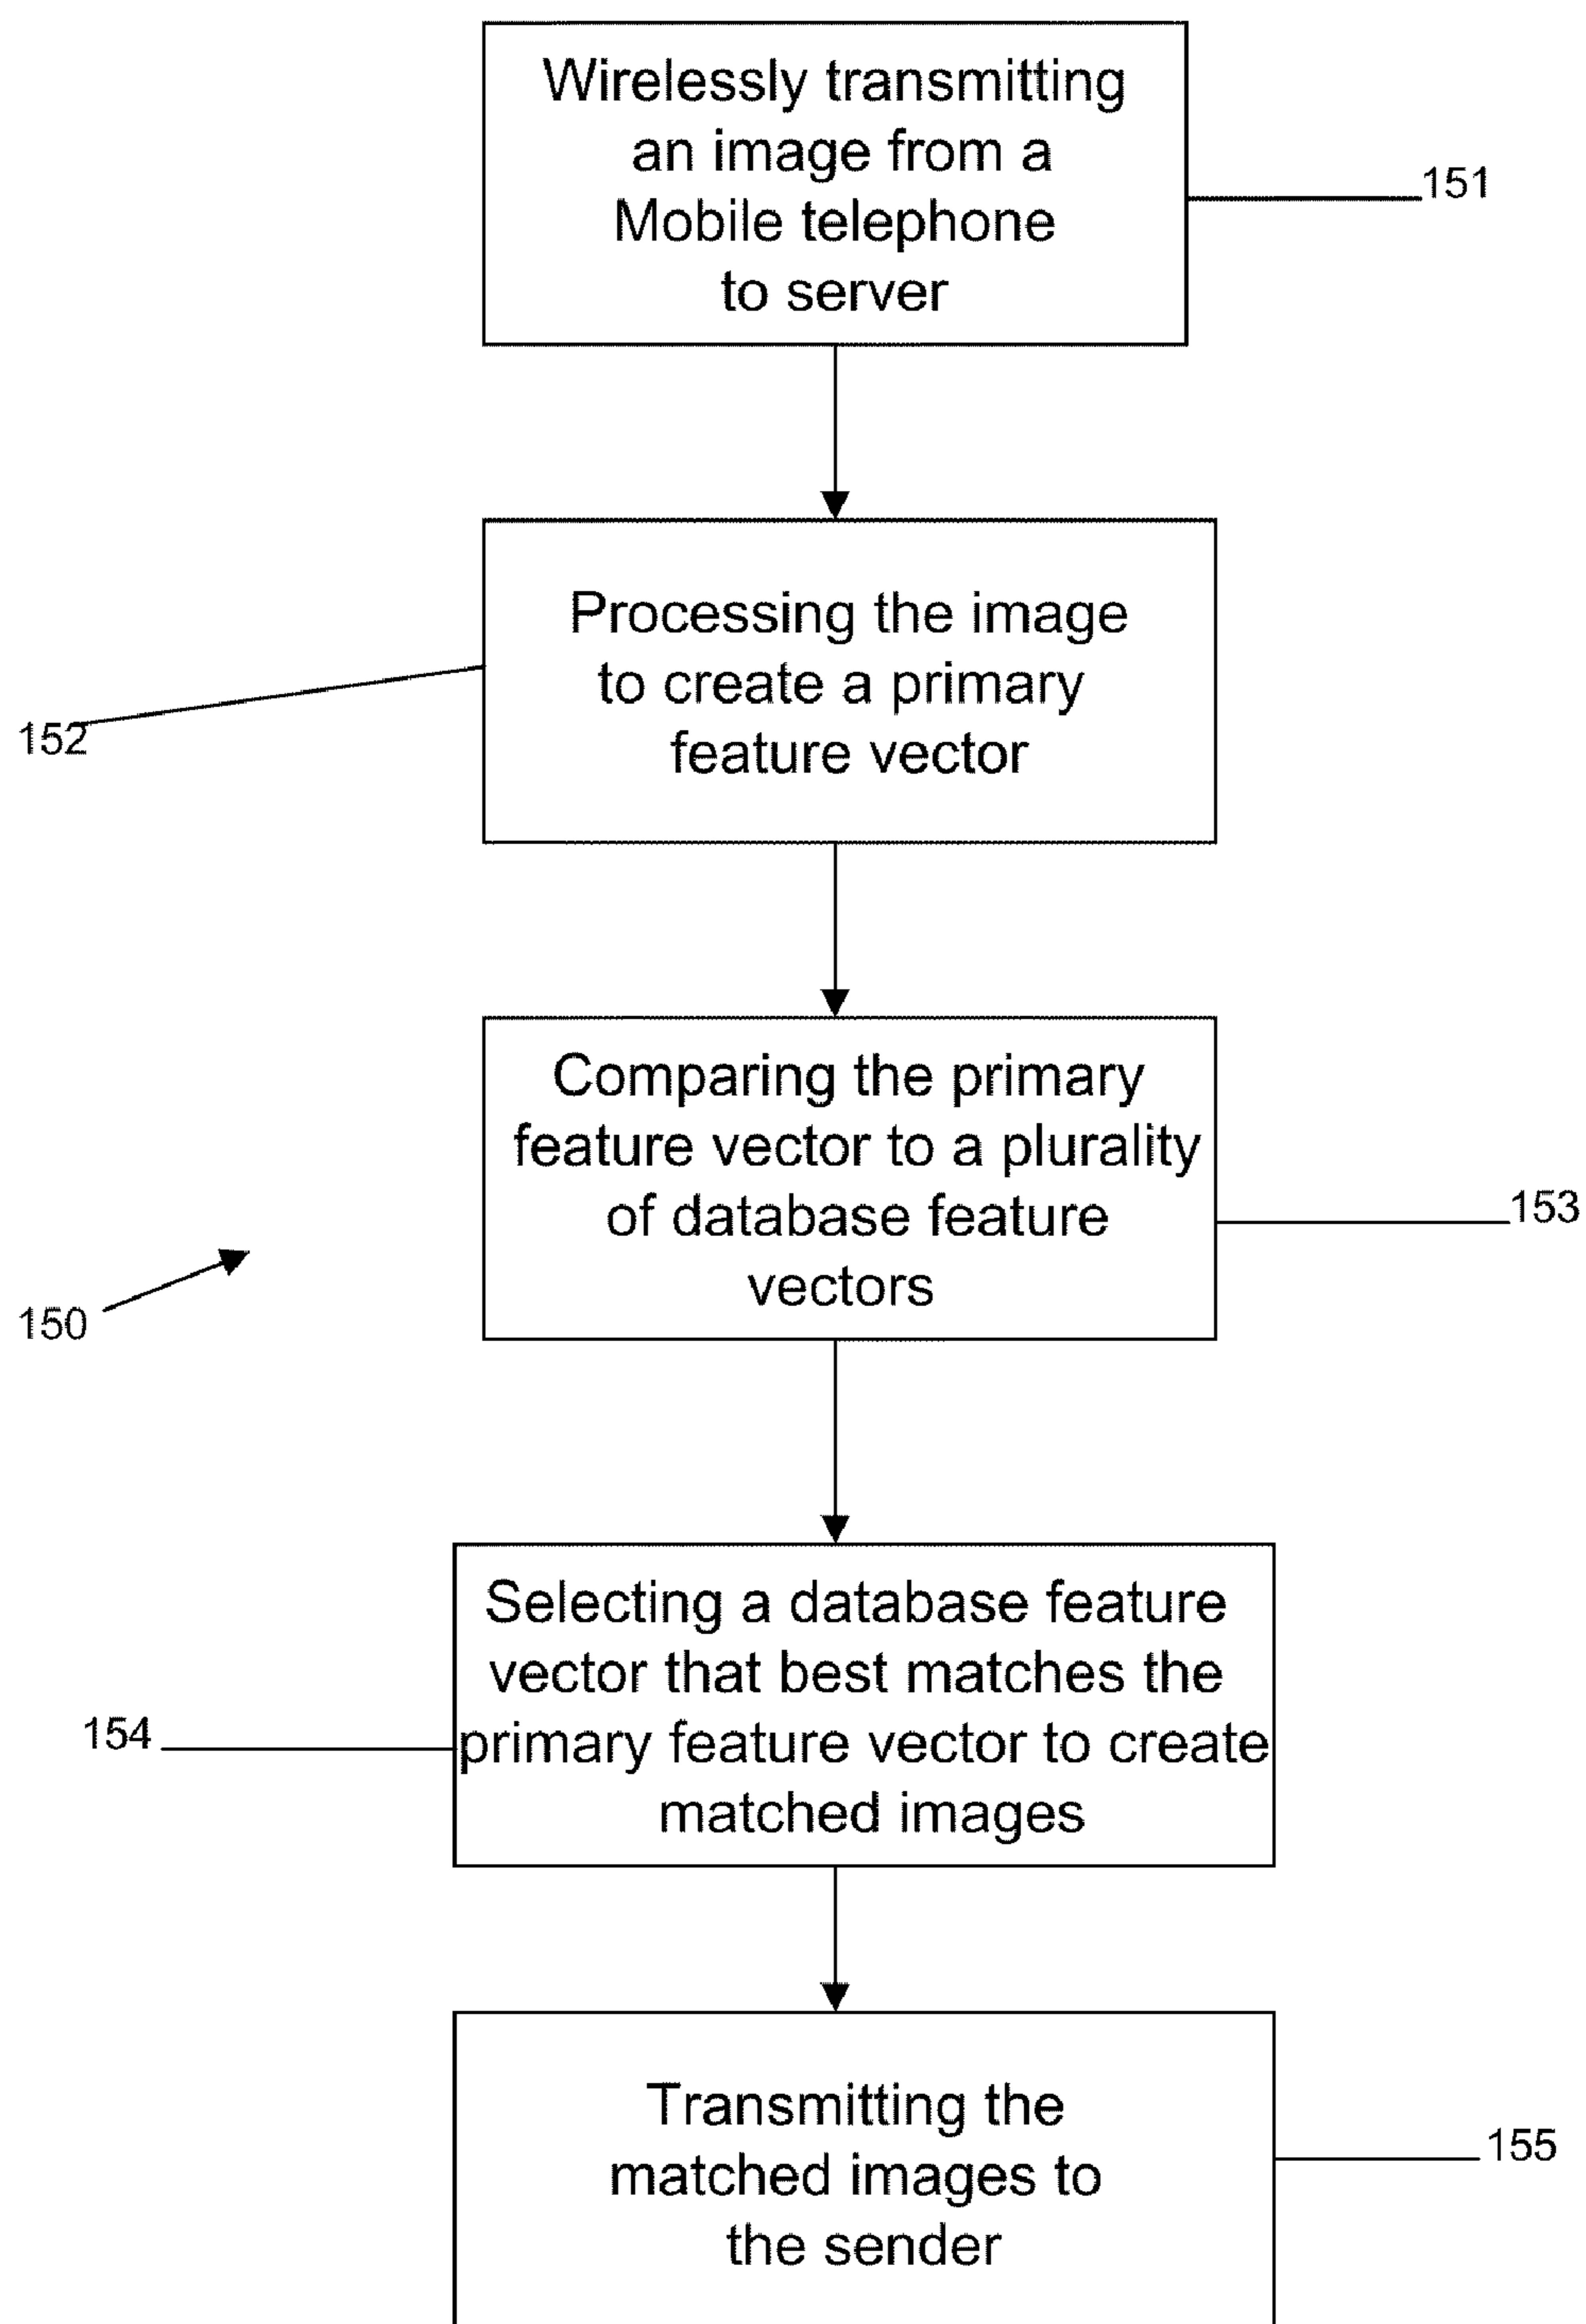 Wirelessly transmitting
an image from a
Mobile telephone
to server
151
Processing the image
to create a primary
feature vector
152
Comparing the primary
feature vector to a plurality
of database feature
vectors
153
150
Selecting a database feature
vector that best matches the
primary feature vector to create
matched images
154
Transmitting the
matched images to
the sender
155